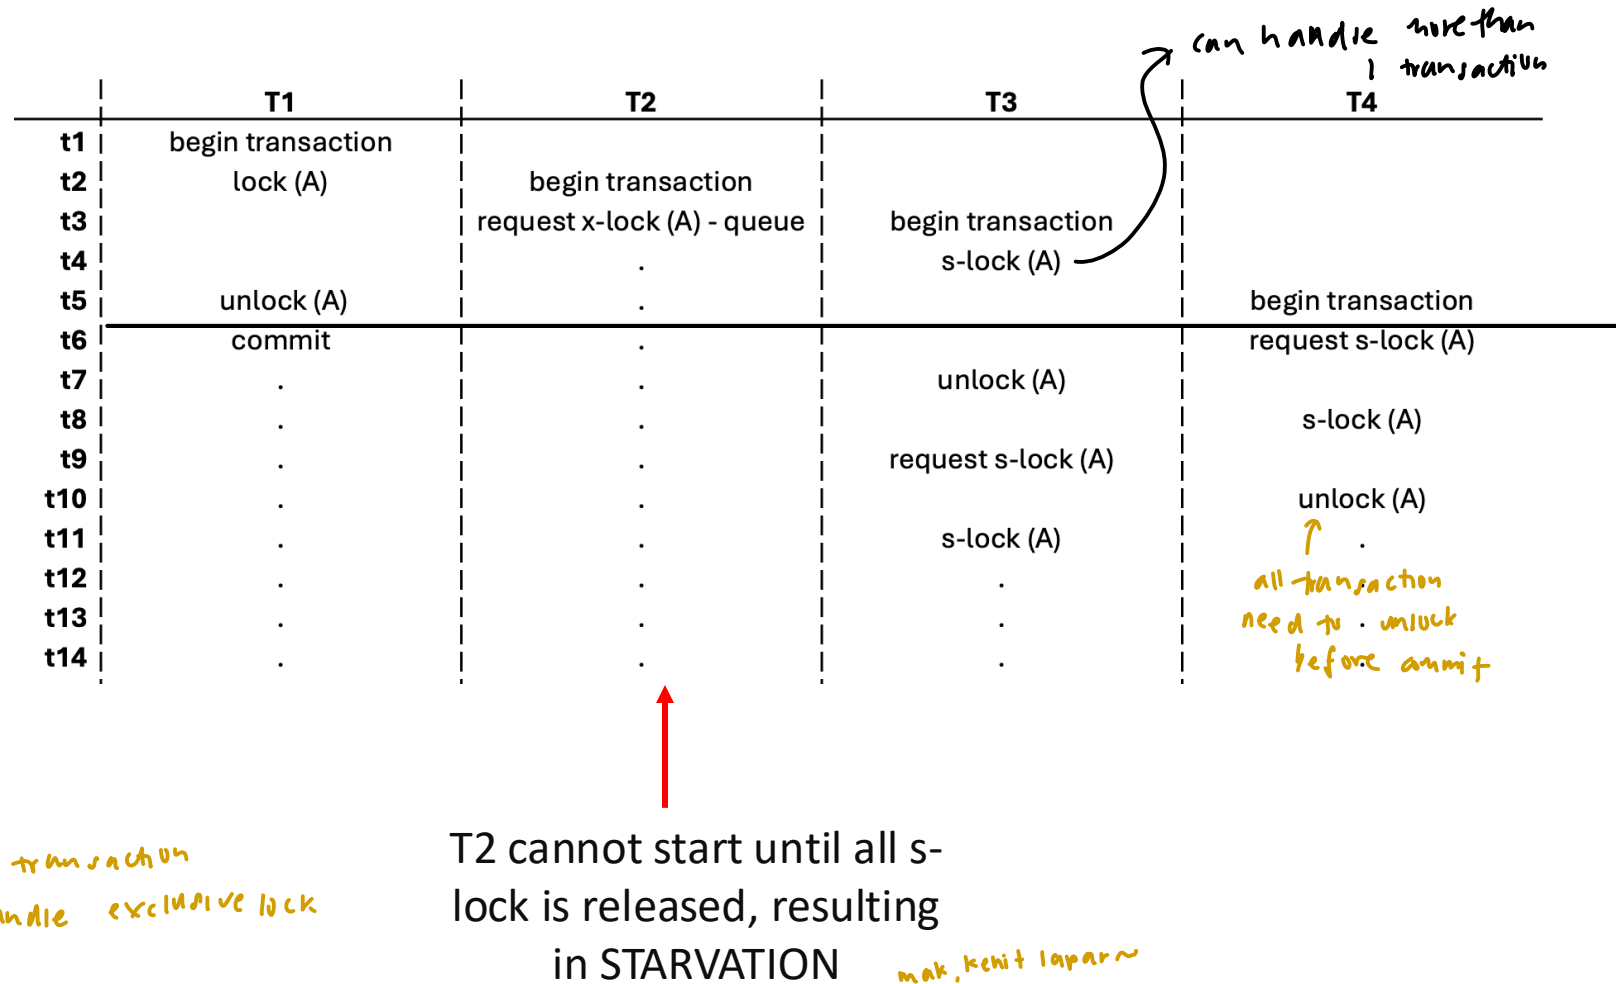 can handle more than
1 transaction
T1 T2 T3 T4
t1 begin transaction
t2 lock (A) begin transaction
t3 request x-lock (A) - queue begin transaction
t4 . s-lock (A)
t5 unlock (A) . begin transaction
t6 commit . request s-lock (A)
t7 . . unlock (A)
t8 . . s-lock (A)
t9 . . request s-lock (A)
t10 . . unlock (A)
t11 . . s-lock (A) .
t12 . . . .
t13 . . . .
t14 . . . .
all transaction
need to unlock
before commit
transaction
exclusive lock
T2 cannot start until all s-
lock is released, resulting
in STARVATION
mak, kenit lapar~